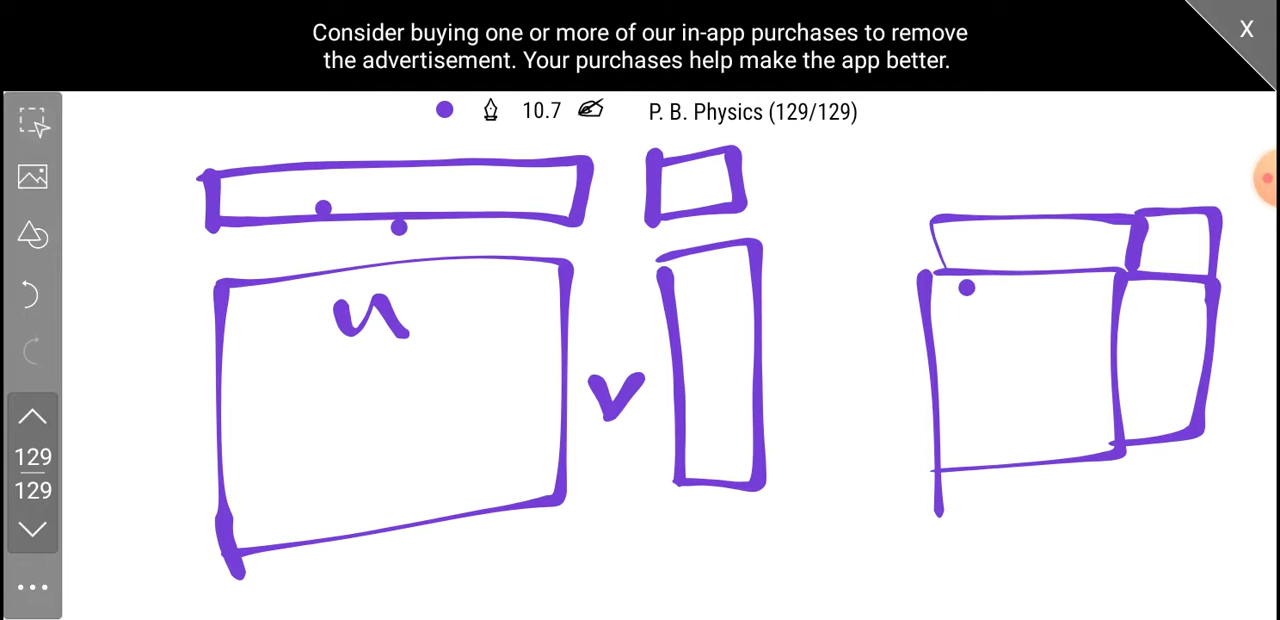 Consider buying one or more of our in-app purchases to remove
the advertisement. Your purchases help make the app better.
X
10.7 P. B. Physics (129/129)
u
v
129
129